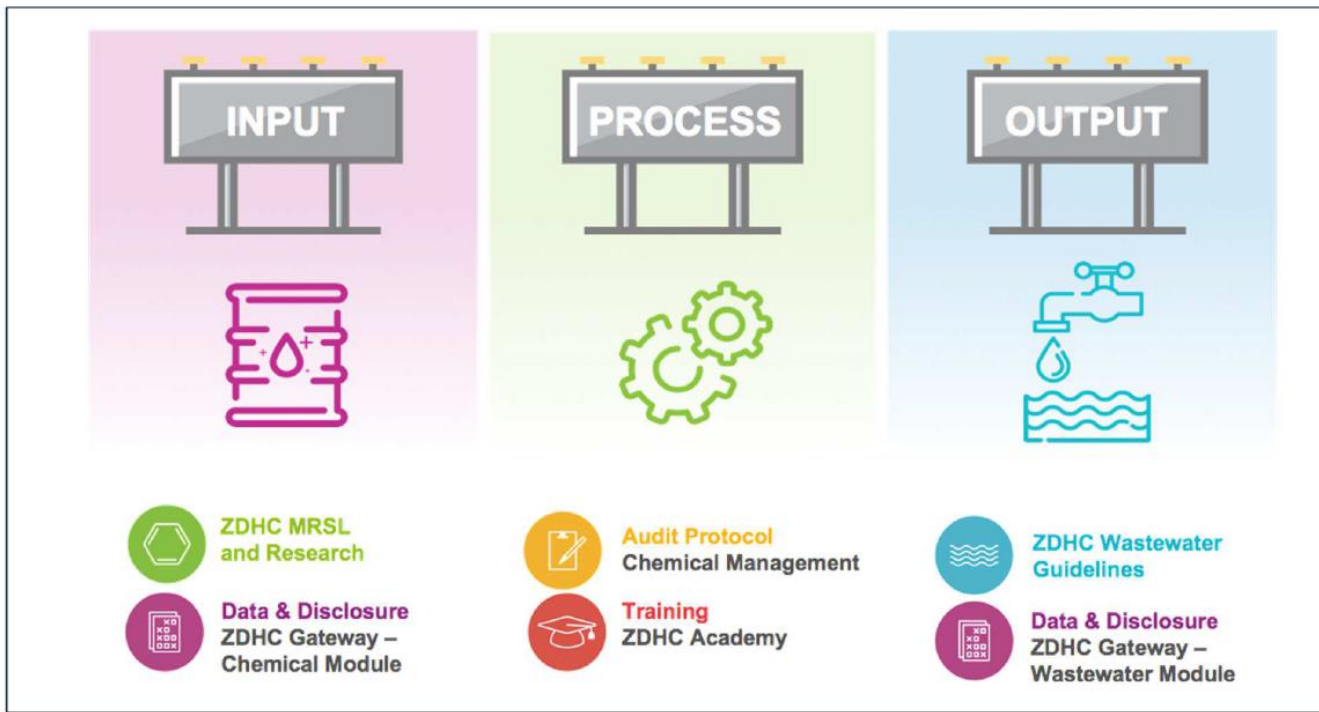 INPUT
PROCESS
OUTPUT
ZDHC MRSL
and Research
Data & Disclosure
ZDHC Gateway –
Chemical Module
Audit Protocol
Chemical Management
Training
ZDHC Academy
ZDHC Wastewater
Guidelines
Data & Disclosure
ZDHC Gateway –
Wastewater Module